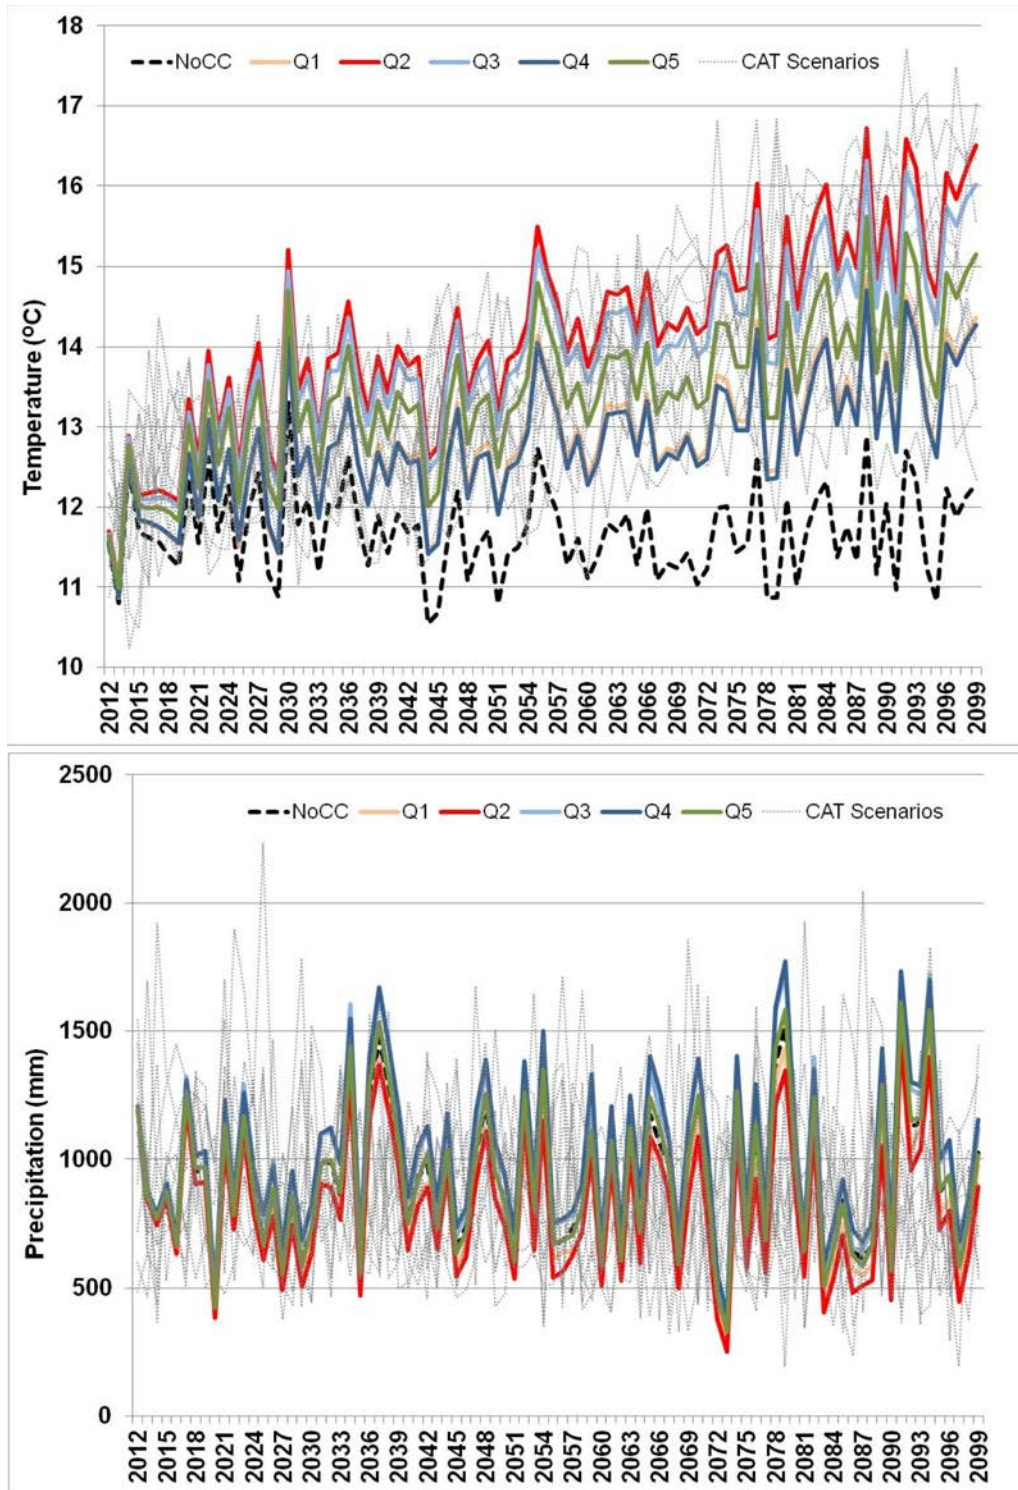 18
NoCC Q1 Q2 Q3 Q4 Q5 CAT Scenarios
17
16
15
14
13
12
11
10
Temperature (ºC)
2012 2015 2018 2021 2024 2027 2030 2033 2036 2039 2042 2045 2048 2051 2054 2057 2060 2063 2066 2069 2072 2075 2078 2081 2084 2087 2090 2093 2096 2099
2500
NoCC Q1 Q2 Q3 Q4 Q5 CAT Scenarios
2000
1500
1000
500
0
Precipitation (mm)
2012 2015 2018 2021 2024 2027 2030 2033 2036 2039 2042 2045 2048 2051 2054 2057 2060 2063 2066 2069 2072 2075 2078 2081 2084 2087 2090 2093 2096 2099